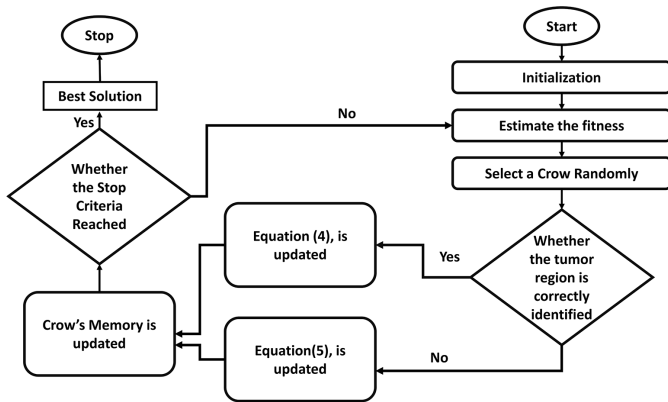 Start
Initialization
Estimate the fitness
Select a Crow Randomly
Whether
the tumor
region is
correctly
identified
Yes
No
Equation (4), is
updated
Equation(5), is
updated
Crow's Memory is
updated
Whether
the Stop
Criteria
Reached
No
Yes
Best Solution
Stop